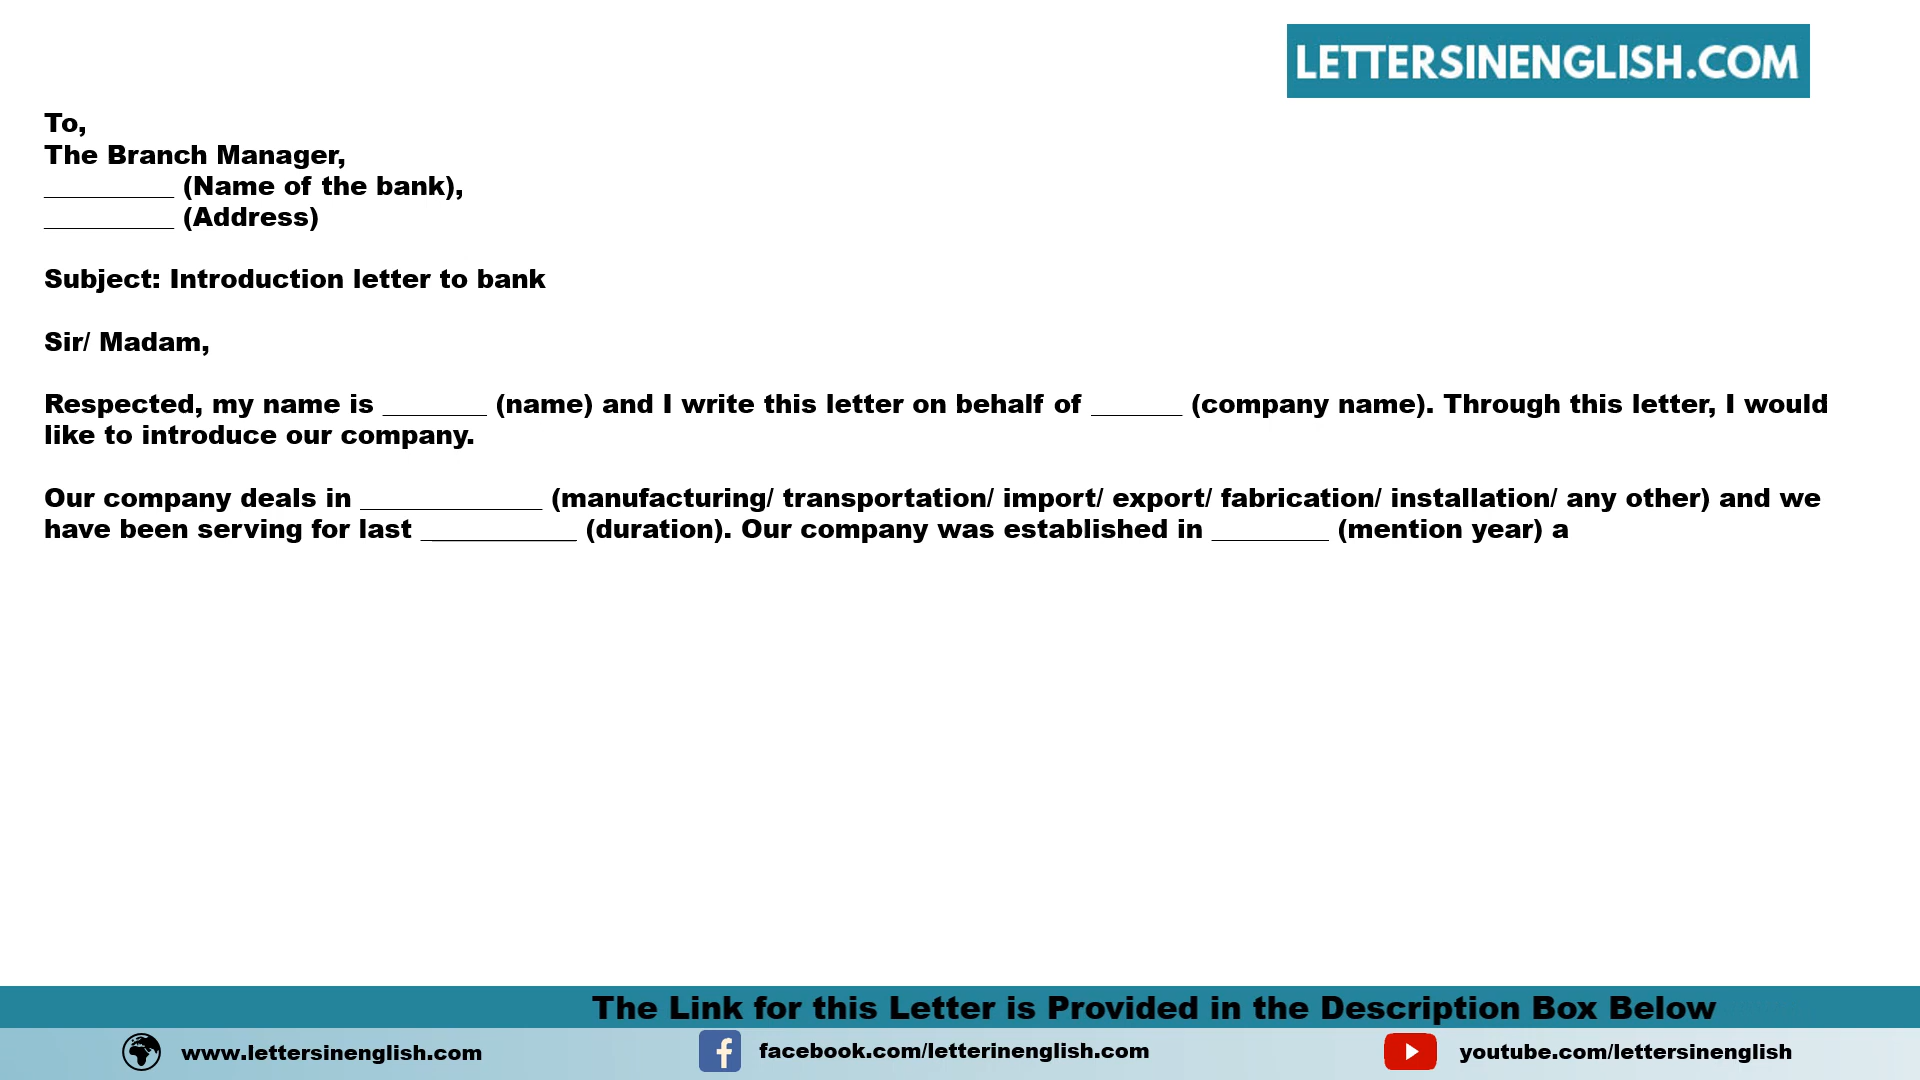 LETTERSINENGLISH.COM
To,
The Branch Manager,
__________ (Name of the bank),
__________ (Address)
Subject: Introduction letter to bank
Sir/ Madam,
Respected, my name is ________ (name) and I write this letter on behalf of _______ (company name). Through this letter, I would
like to introduce our company.
Our company deals in ______________ (manufacturing/ transportation/ import/ export/ fabrication/ installation/ any other) and we
have been serving for last ____________ (duration). Our company was established in _________ (mention year) a
The Link for this Letter is Provided in the Description Box Below
www.lettersinenglish.com
facebook.com/letterinenglish.com
youtube.com/lettersinenglish